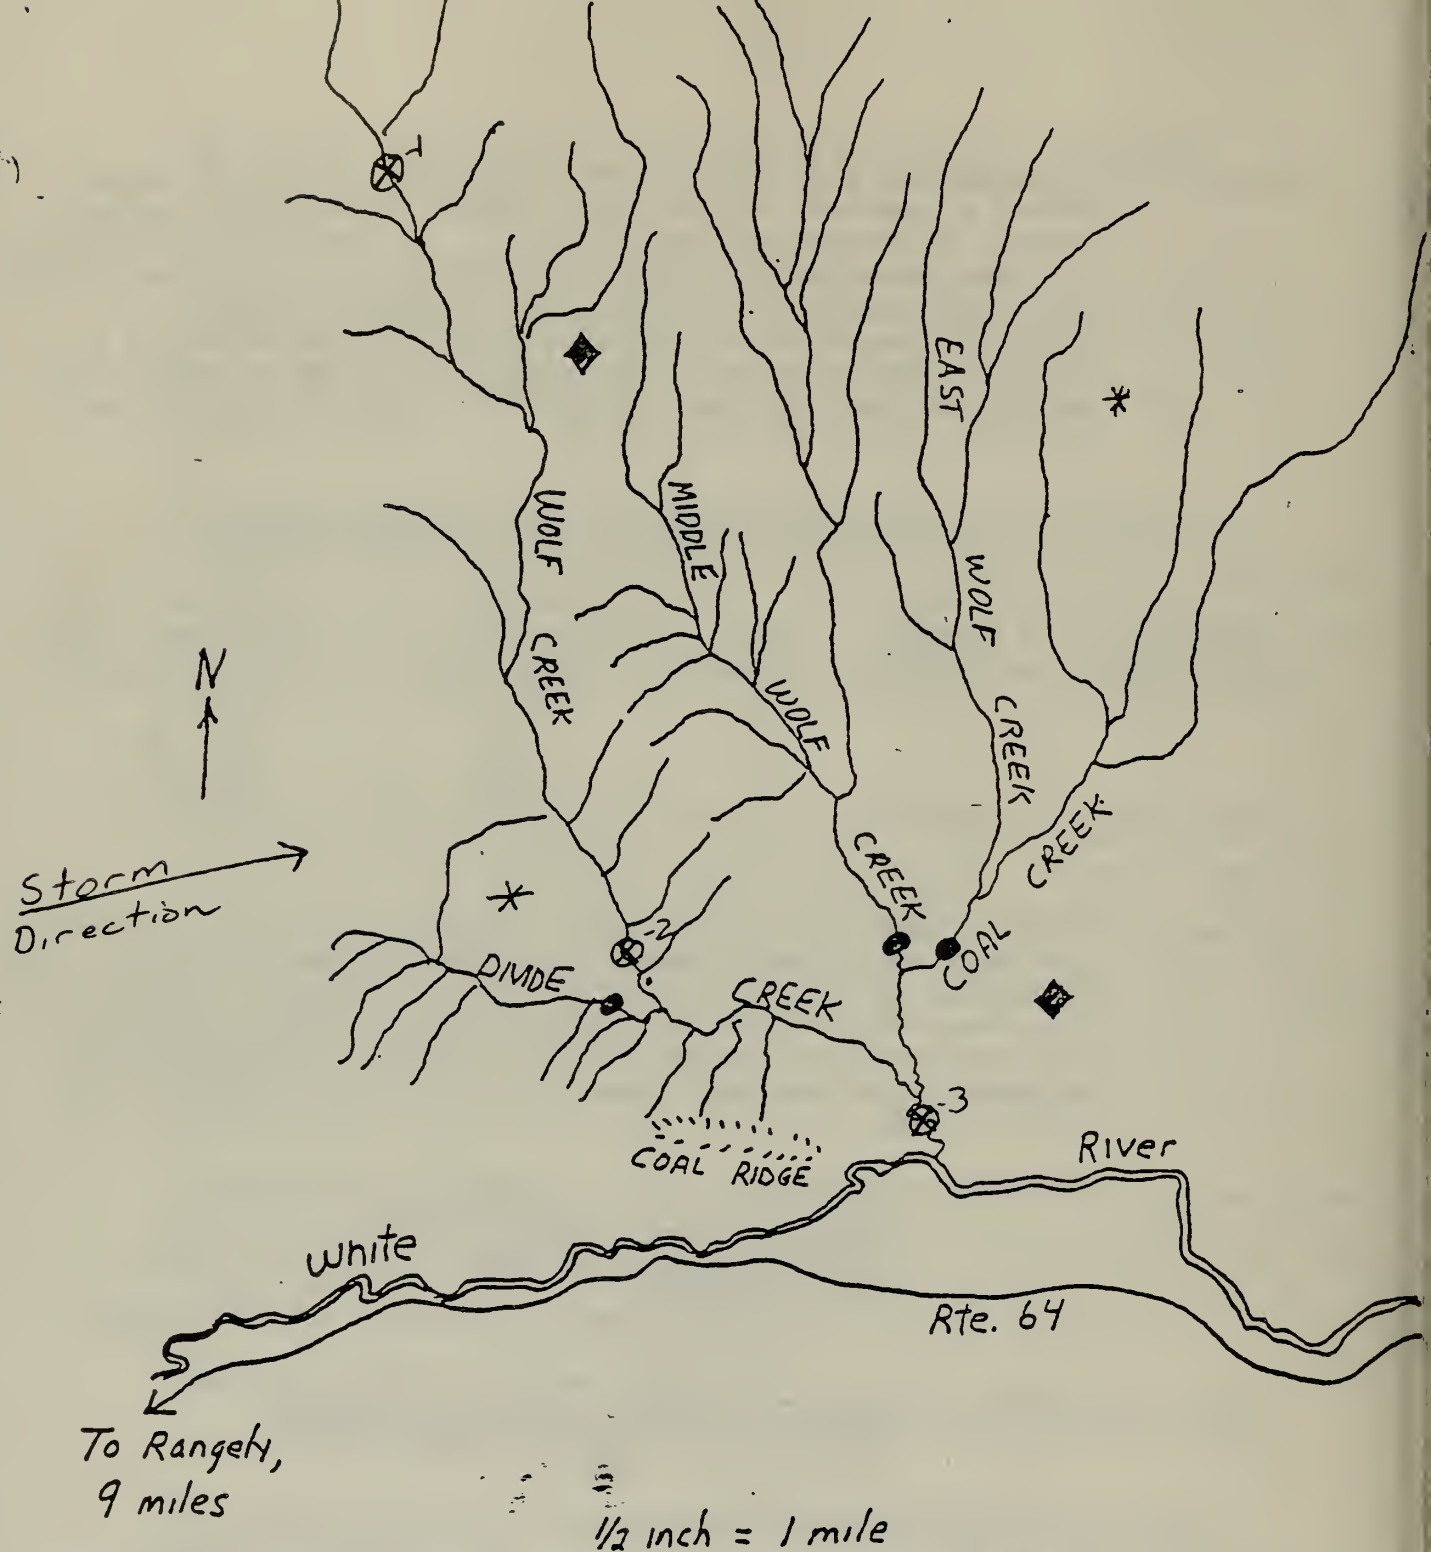 1
EAST
WOLF
CREEK
MIDDLE
WOLF
CREEK
WOLF
CREEK
N
Storm
Direction
CREEK
COAL
-2
DIVIDE
CREEK
-3
COAL RIDGE
River
White
Rte. 64
To Rangely,
9 miles
1/2 inch = 1 mile